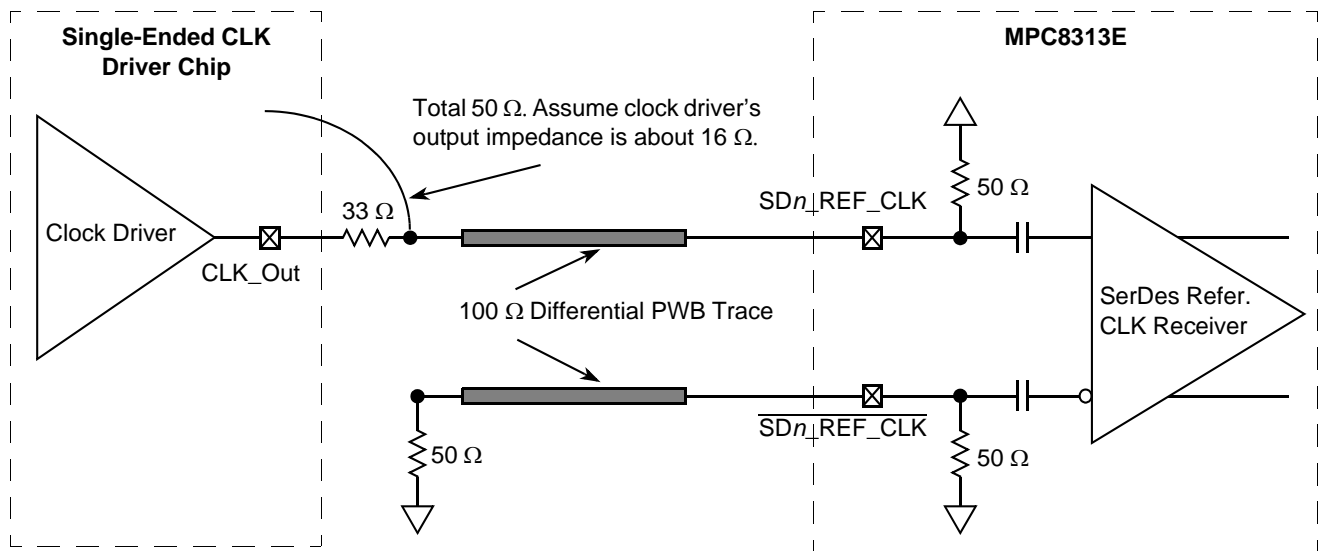 Single-Ended CLK
Driver Chip
MPC8313E
Total 50 Ω. Assume clock driver's
output impedance is about 16 Ω.
50 Ω
SDn_REF_CLK
33 Ω
Clock Driver
CLK_Out
SerDes Refer.
CLK Receiver
100 Ω Differential PWB Trace
SDn_REF_CLK
50 Ω
50 Ω